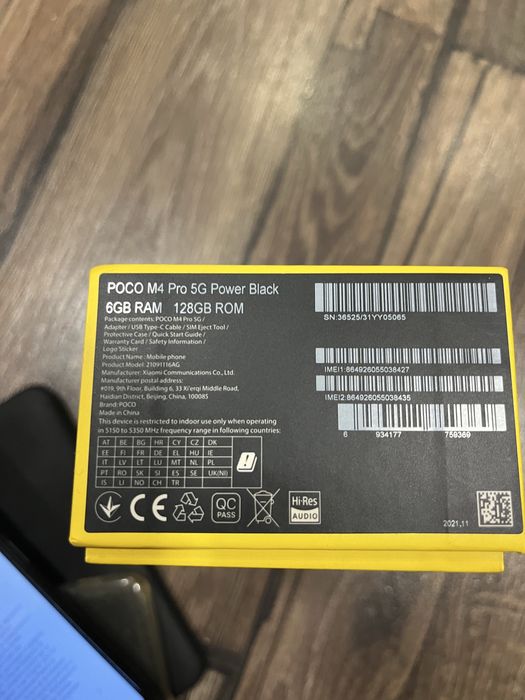 POCO M4 Pro 5G Power Black
6GB RAM 128GB ROM
Package contents: POCO M4 Pro 5G /
Adapter / USB Type-C Cable / SIM Eject Tool /
Protective Case / Quick Start Guide /
Warranty Card / Safety Information /
Logo Sticker
Product Name : Mobile phone
Product Model: 21091116AG
Manufacturer: Xiaomi Communications Co., Ltd.
Manufacturer postal address:
#019, 9th Floor, Building 6, 33 Xi'erqi Middle Road,
Haidian District, Beijing, China, 100085
Brand: POCO
Made in China
This device is restricted to indoor use only when operating
in 5150 to 5350 MHz frequency range in following countries:
AT BE BG HR CY CZ DK
EE FI FR DE EL HU IE
IT LV LT LU MT NL PL
PT RO SK SI ES SE UK(NI)
IS LI NO CH TR
CE
QC
PASS
Hi-Res
AUDIO
SN:36525/31YY05065
IMEI1:864926055038427
IMEI2:864926055038435
6 934177 759369
2021.11